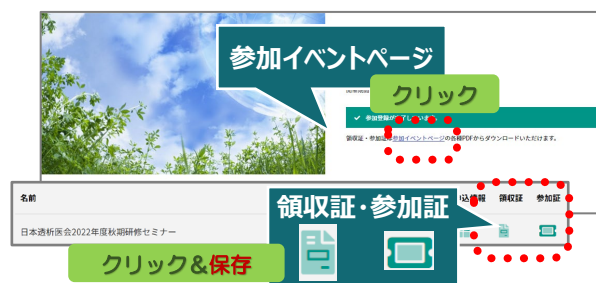 参加イベントページ
クリック
参加登録が
領収証・参加証
参加イベントページの各種PDFからダウンロードいただけます。
名前
領収証・参加証
情報
領収証
参加証
日本透析医会2022年度秋期研修セミナー
クリック&保存